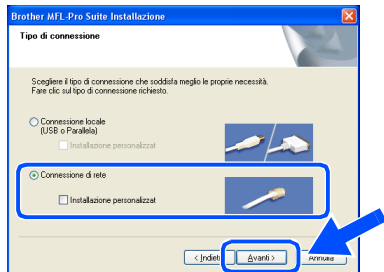 Brother MFL-Pro Suite Installazione
Tipo di connessione
Scegliere il tipo di connessione che soddisfa meglio le proprie necessità.
Fare clic sul tipo di connessione richiesto.
Connessione locale
(USB o Parallela)
Installazione personalizzat
Connessione di rete
Installazione personalizzat
< Indiet
Avanti >
Annulla